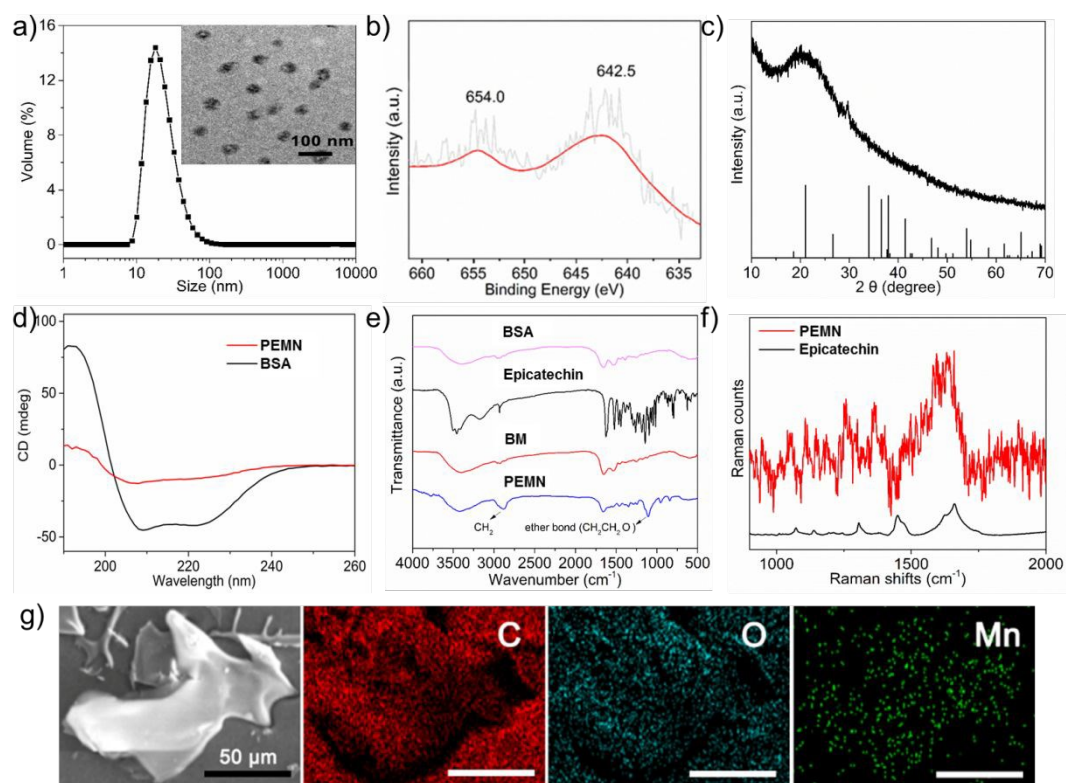 a)
16
12
8
4
0
Volume (%)
1
10
100
1000
10000
Size (nm)
100 nm
b)
654.0
642.5
Intensity (a.u.)
660
655
650
645
640
635
Binding Energy (eV)
c)
Intensity (a.u.)
10
20
30
40
50
60
70
2 θ (degree)
d)
100
50
0
-50
CD (mdeg)
PEMN
BSA
200
220
240
260
Wavelength (nm)
e)
BSA
Epicatechin
BM
PEMN
CH2
ether bond (CH2CH2 O)
Transmittance (a.u.)
4000
3500
3000
2500
2000
1500
1000
500
Wavenumber (cm-1)
f)
PEMN
Epicatechin
Raman counts
1000
1500
2000
Raman shifts (cm-1)
g)
50 μm
C
O
Mn